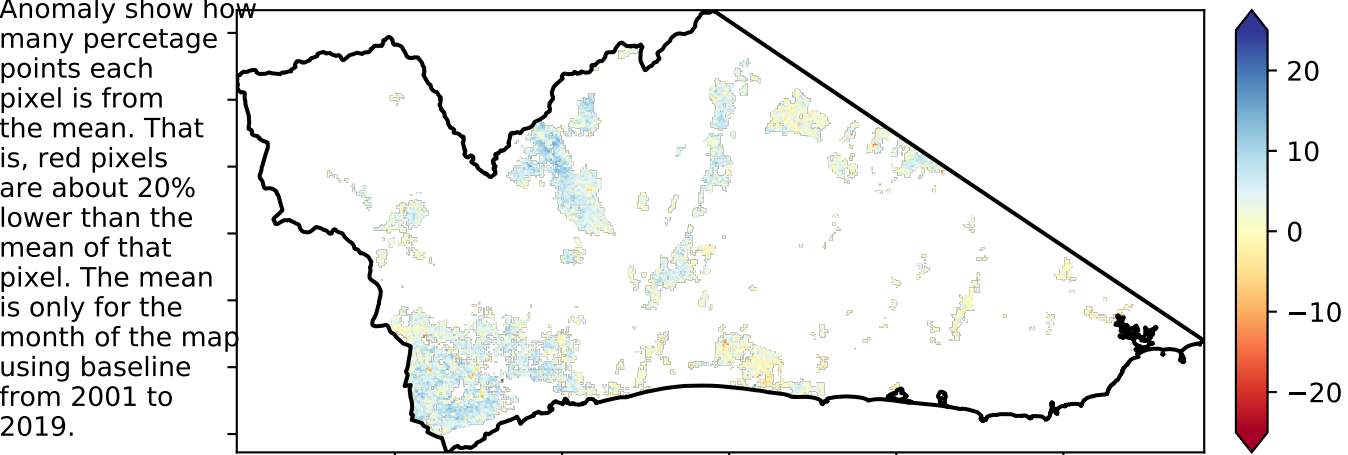 Anomaly show how
many percetage
points each
pixel is from
the mean. That
is, red pixels
are about 20%
lower than the
mean of that
pixel. The mean
is only for the
month of the map
using baseline
from 2001 to
2019.
20
10
0
−10
−20